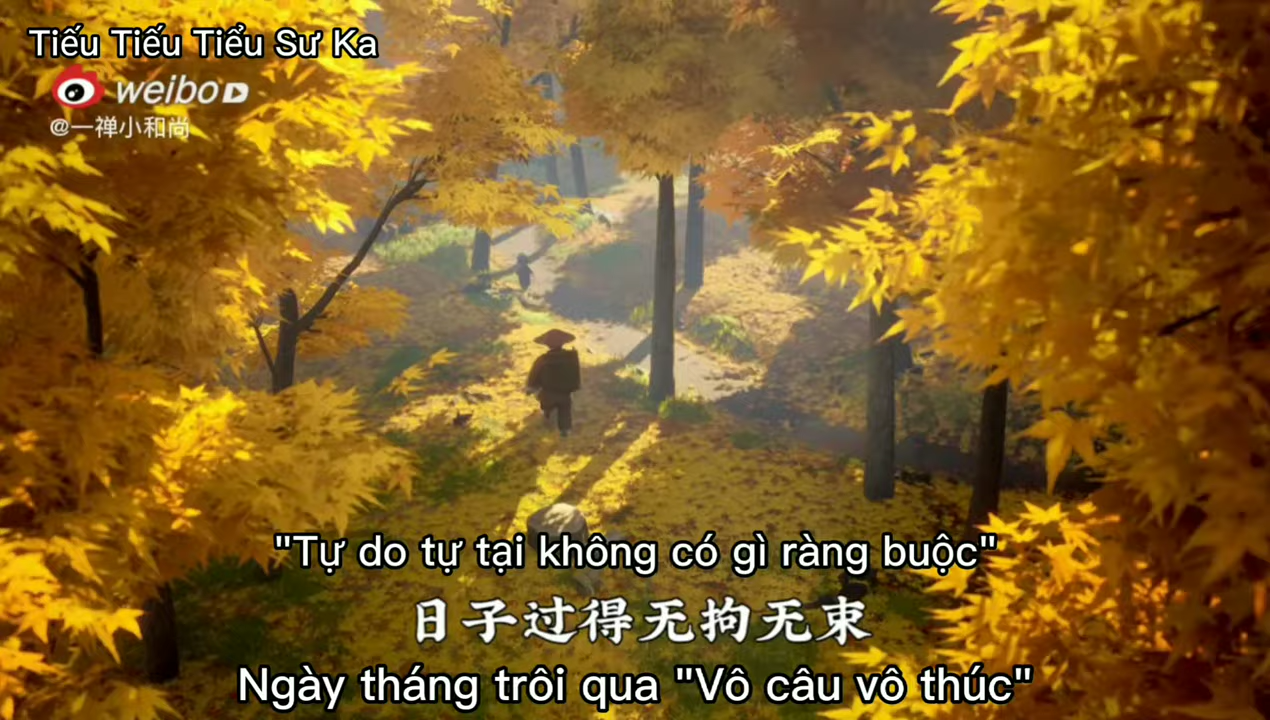 Tiếu Tiếu Tiểu Sư Ka
weibo
@一禅小和尚
"Tự do tự tại không có gì ràng buộc"
日子过得无拘无束
Ngày tháng trôi qua "Vô câu vô thúc"